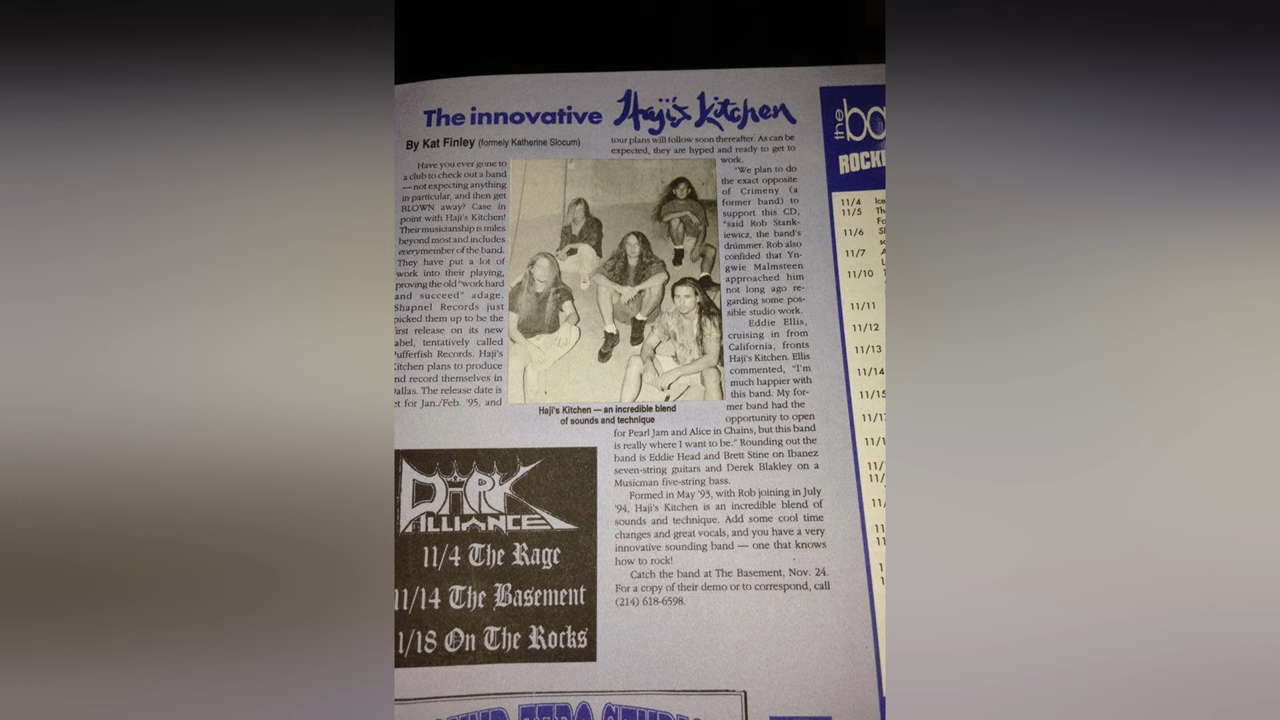 The innovative Haji's Kitchen
By Kat Finley (formely Katherine Slocum)
Have you ever gone to
a club to check out a band
— not expecting anything
in particular, and then get
BLOWN away? Case in
point with Haji's Kitchen!
Their musicianship is miles
beyond most and includes
every member of the band.
They have put a lot of
work into their playing,
proving the old "work hard
and succeed" adage.
Shapnel Records just
picked them up to be the
first release on its new
label, tentatively called
Pufferfish Records. Haji's
Kitchen plans to produce
and record themselves in
Dallas. The release date is
set for Jan./Feb. '95, and
tour plans will follow soon thereafter. As can be
expected, they are hyped and ready to get to
work.
"We plan to do
the exact opposite
of Crimeny (a
former band) to
support this CD,
"said Rob Stank-
iewicz, the band's
drummer. Rob also
confided that Yn-
gwie Malmsteen
approached him
not long ago re-
garding some pos-
sible studio work.
Eddie Ellis,
cruising in from
California, fronts
Haji's Kitchen. Ellis
commented, "I'm
much happier with
this band. My for-
mer band had the
opportunity to open
for Pearl Jam and Alice in Chains, but this band
is really where I want to be." Rounding out the
band is Eddie Head and Brett Stine on Ibanez
seven-string guitars and Derek Blakley on a
Musicman five-string bass.
Formed in May '93, with Rob joining in July
'94, Haji's Kitchen is an incredible blend of
sounds and technique. Add some cool time
changes and great vocals, and you have a very
innovative sounding band — one that knows
how to rock!
Catch the band at The Basement, Nov. 24.
For a copy of their demo or to correspond, call
(214) 618-6598.
Haji's Kitchen — an incredible blend
of sounds and technique
DARK
ALLIANCE
11/4 The Rage
11/14 The Basement
1/18 On The Rocks
the ba
ROCK
11/4
11/5
11/6
11/7
11/10
11/11
11/12
11/13
11/14
11/15